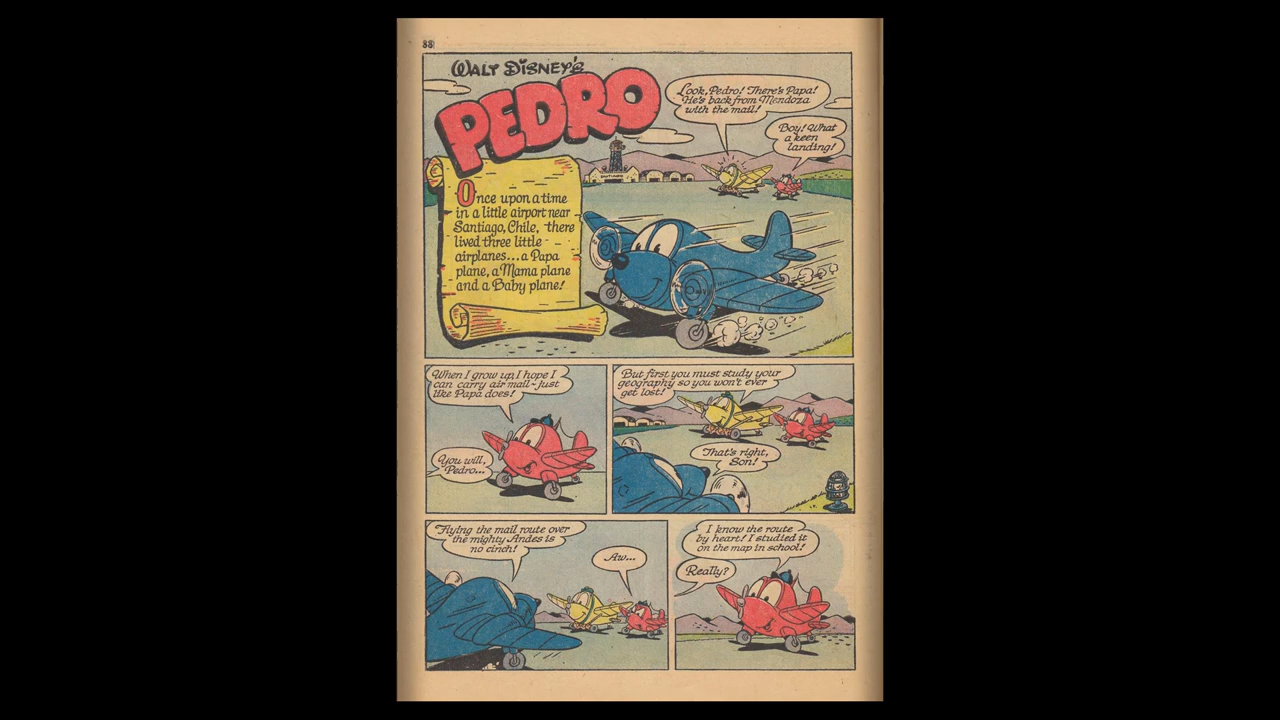 33
WALT DISNEY'S
PEDRO
Look, Pedro! There's Papa!
He's back from Mendoza
with the mail!
Boy! What
a keen
landing!
SANTIAGO
Once upon a time
in a little airport near
Santiago, Chile, there
lived three little
airplanes...a Papa
plane, a Mama plane
and a Baby plane!
When I grow up, I hope I
can carry air mail-just
like Papa does!
You will,
Pedro...
But first you must study your
geography so you won't ever
get lost!
That's right,
Son!
Flying the mail route over
the mighty Andes is
no cinch!
Aw...
I know the route
by heart! I studied it
on the map in school!
Really?